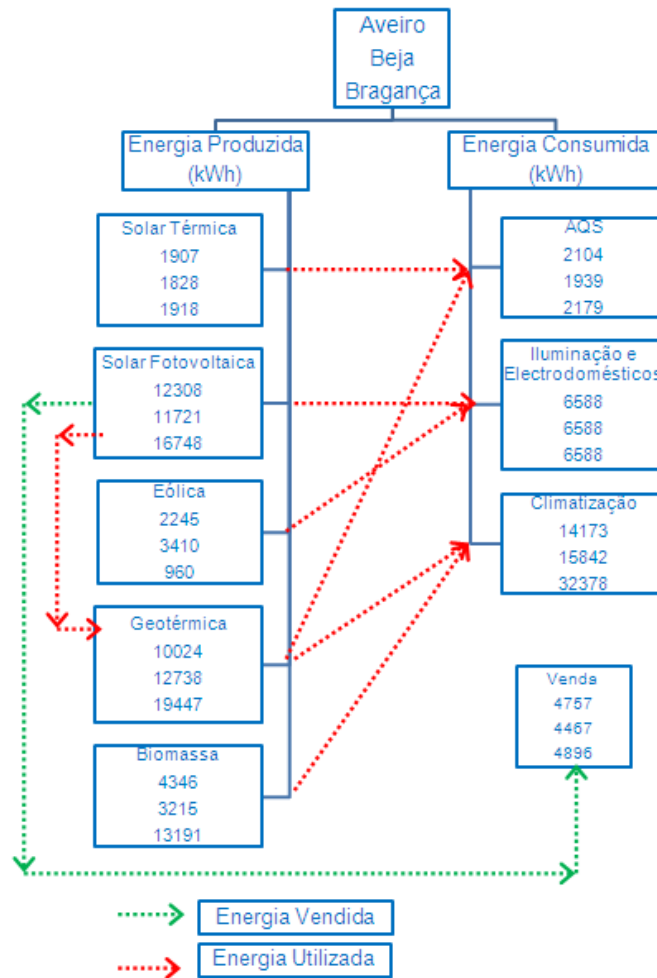 Aveiro
Beja
Bragança
Energia Produzida
(kWh)
Energia Consumida
(kWh)
Solar Térmica
1907
1828
1918
AQS
2104
1939
2179
Solar Fotovoltaica
12308
11721
16748
Iluminação e
Electrodomésticos
6588
6588
6588
Eólica
2245
3410
960
Climatização
14173
15842
32378
Geotérmica
10024
12738
19447
Venda
4757
4467
4896
Biomassa
4346
3215
13191
Energia Vendida
Energia Utilizada